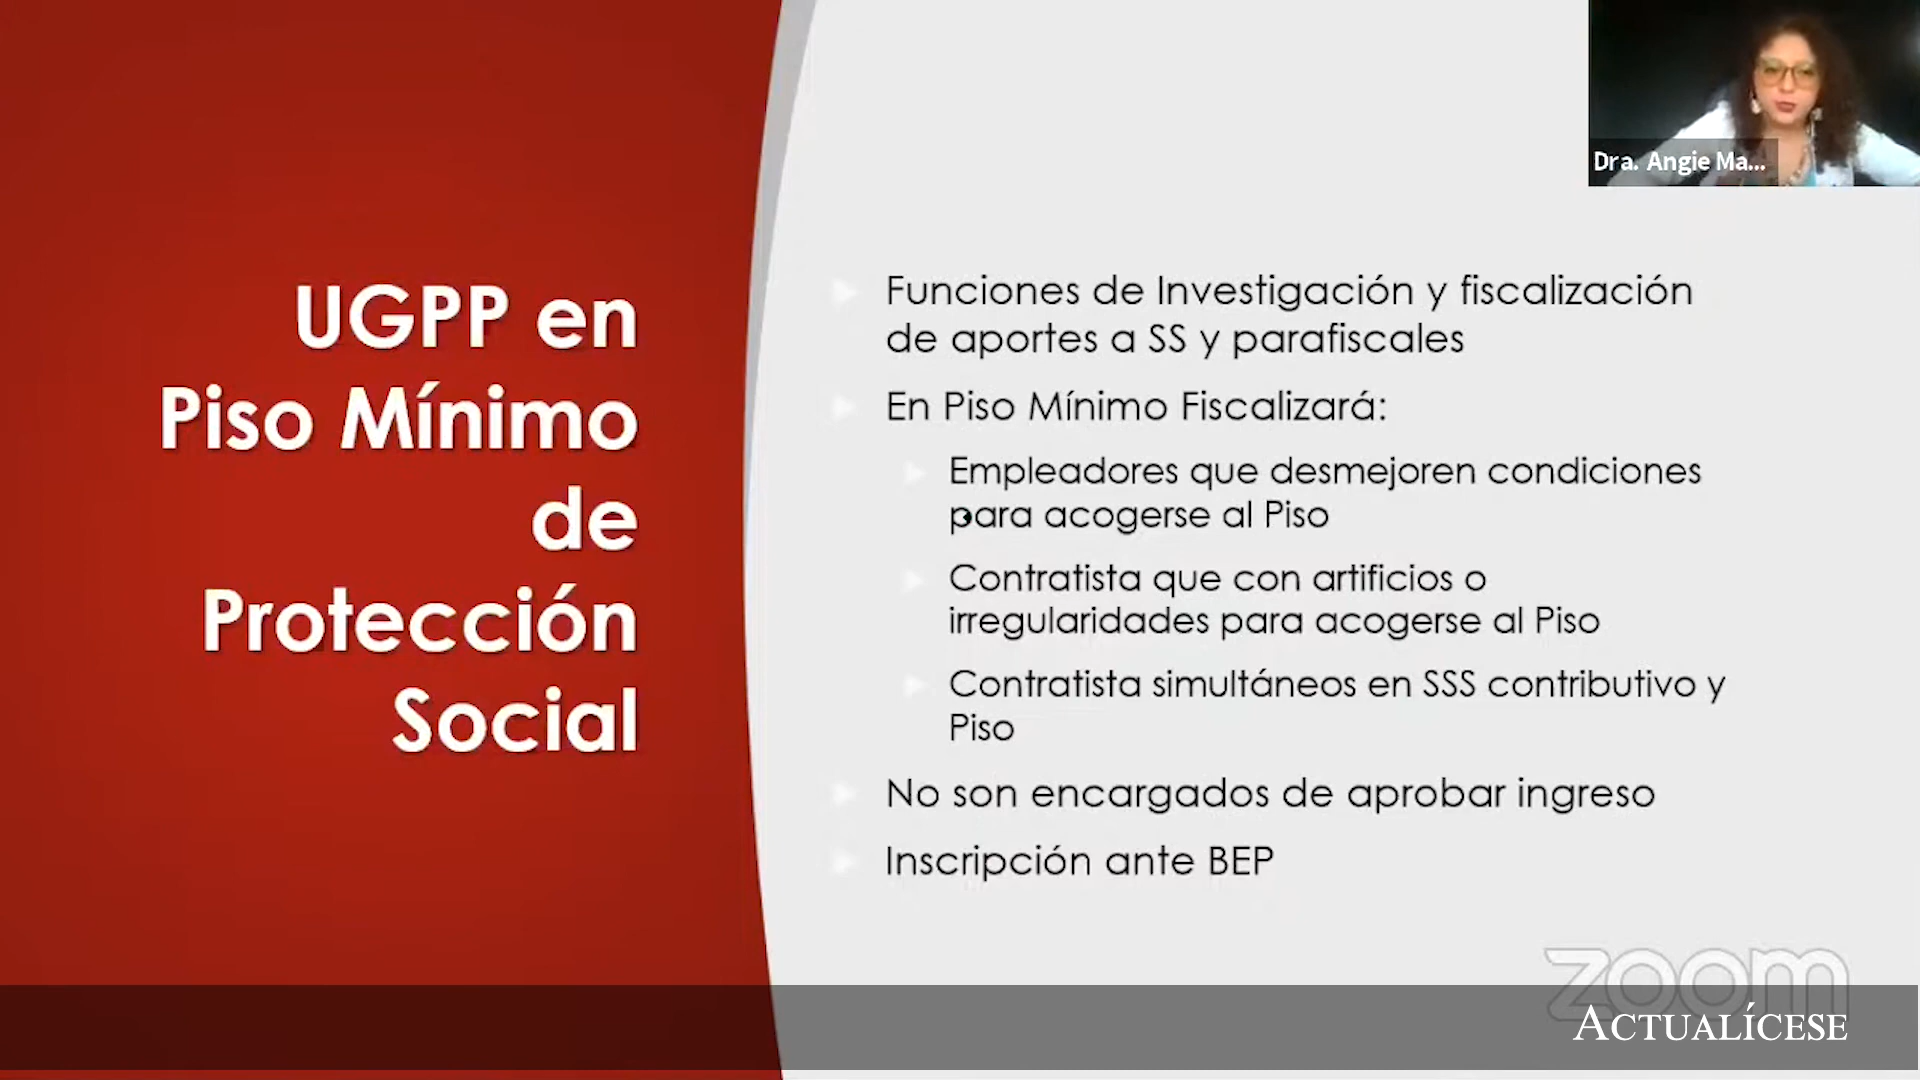 UGPP en
Piso Mínimo
de
Protección
Social
Funciones de Investigación y fiscalización
de aportes a SS y parafiscales
En Piso Mínimo Fiscalizará:
Empleadores que desmejoren condiciones
para acogerse al Piso
Contratista que con artificios o
irregularidades para acogerse al Piso
Contratista simultáneos en SSS contributivo y
Piso
No son encargados de aprobar ingreso
Inscripción ante BEP
Dra. Angie Ma...
zoom
ACTUALÍCESE